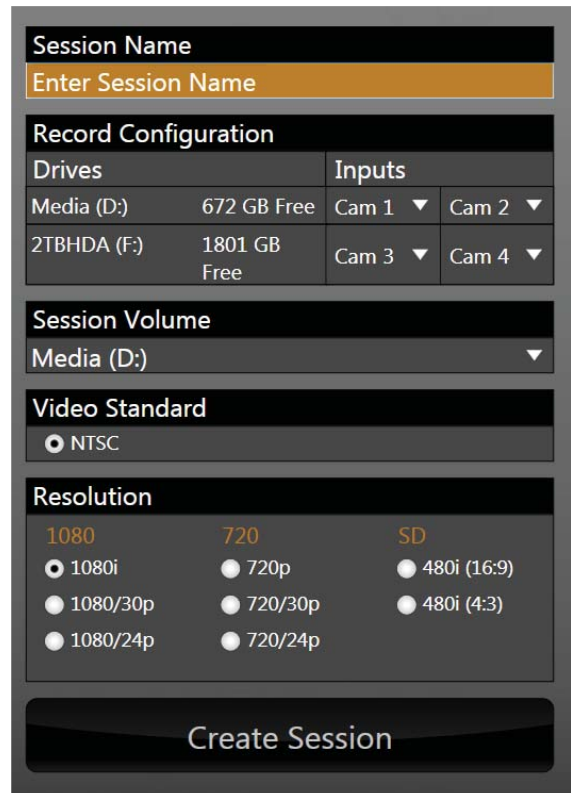 Session Name
Enter Session Name
Record Configuration
Drives Inputs
Media (D:) 672 GB Free Cam 1 Cam 2
2TBHDA (F:) 1801 GB Free Cam 3 Cam 4
Session Volume
Media (D:)
Video Standard
NTSC
Resolution
1080 720 SD
1080i 720p 480i (16:9)
1080/30p 720/30p 480i (4:3)
1080/24p 720/24p
Create Session